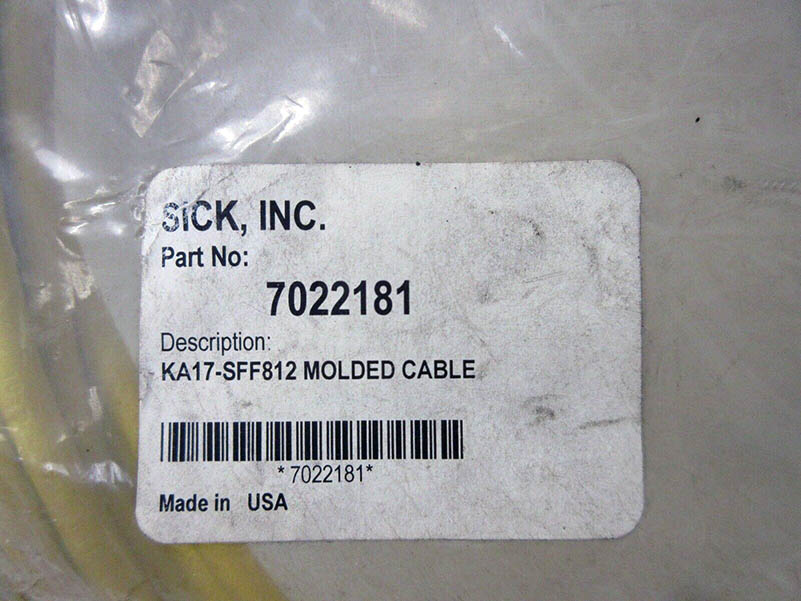 SICK, INC.
Part No:
7022181
Description:
KA17-SFF812 MOLDED CABLE
*7022181*
Made in USA